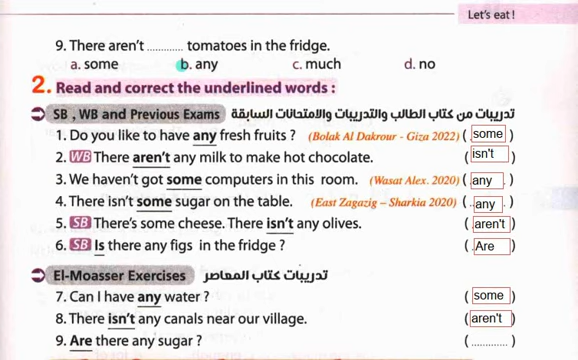 Let's eat!
9. There aren't ............ tomatoes in the fridge.
a. some b. any c. much d. no
2. Read and correct the underlined words :
SB , WB and Previous Exams تدريبات من كتاب الطالب والتدريبات والامتحانات السابقة
1. Do you like to have any fresh fruits ? (Bolak Al Dakrour - Giza 2022) ( some )
2. WB There aren't any milk to make hot chocolate. ( isn't )
3. We haven't got some computers in this room. (Wasat Alex. 2020) ( any . )
4. There isn't some sugar on the table. (East Zagazig – Sharkia 2020) ( ..any . )
5. SB There's some cheese. There isn't any olives. ( .aren't )
6. SB Is there any figs in the fridge ? ( .Are )
El-Moasser Exercises تدريبات كتاب المعاصر
7. Can I have any water ? ( some )
8. There isn't any canals near our village. ( aren't )
9. Are there any sugar ? ( ............. )